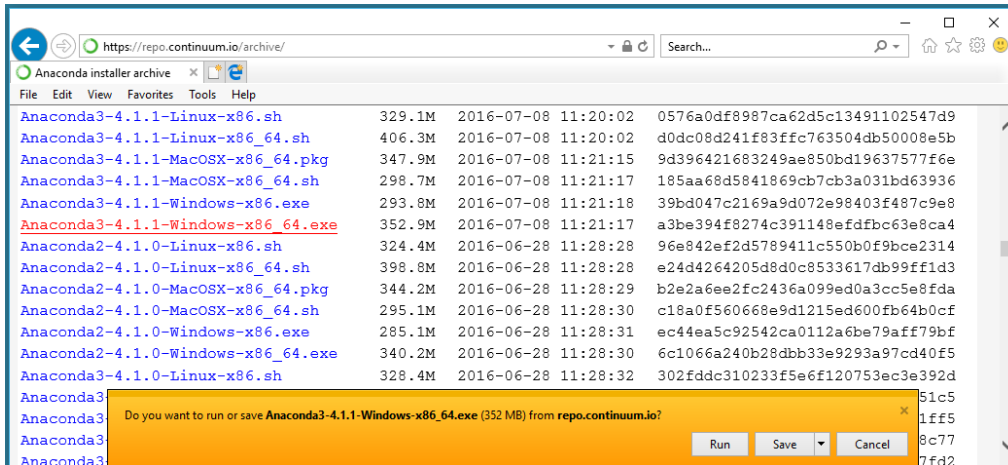 https://repo.continuum.io/archive/
Search...
Anaconda installer archive
File Edit View Favorites Tools Help
Anaconda3-4.1.1-Linux-x86.sh 329.1M 2016-07-08 11:20:02 0576a0df8987ca62d5c13491102547d9
Anaconda3-4.1.1-Linux-x86_64.sh 406.3M 2016-07-08 11:20:02 d0dc08d241f83ffc763504db50008e5b
Anaconda3-4.1.1-MacOSX-x86_64.pkg 347.9M 2016-07-08 11:21:15 9d396421683249ae850bd19637577f6e
Anaconda3-4.1.1-MacOSX-x86_64.sh 298.7M 2016-07-08 11:21:17 185aa68d5841869cb7cb3a031bd63936
Anaconda3-4.1.1-Windows-x86.exe 293.8M 2016-07-08 11:21:18 39bd047c2169a9d072e98403f487c9e8
Anaconda3-4.1.1-Windows-x86_64.exe 352.9M 2016-07-08 11:21:17 a3be394f8274c391148efdfbc63e8ca4
Anaconda2-4.1.0-Linux-x86.sh 324.4M 2016-06-28 11:28:28 96e842ef2d5789411c550b0f9bce2314
Anaconda2-4.1.0-Linux-x86_64.sh 398.8M 2016-06-28 11:28:28 e24d4264205d8d0c8533617db99ff1d3
Anaconda2-4.1.0-MacOSX-x86_64.pkg 344.2M 2016-06-28 11:28:29 b2e2a6ee2fc2436a099ed0a3cc5e8fda
Anaconda2-4.1.0-MacOSX-x86_64.sh 295.1M 2016-06-28 11:28:30 c18a0f560668e9d1215ed600fb64b0cf
Anaconda2-4.1.0-Windows-x86.exe 285.1M 2016-06-28 11:28:31 ec44ea5c92542ca0112a6be79aff79bf
Anaconda2-4.1.0-Windows-x86_64.exe 340.2M 2016-06-28 11:28:30 6c1066a240b28dbb33e9293a97cd40f5
Anaconda3-4.1.0-Linux-x86.sh 328.4M 2016-06-28 11:28:32 302fddc310233f5e6f120753ec3e392d
Anaconda3- 51c5
Do you want to run or save Anaconda3-4.1.1-Windows-x86_64.exe (352 MB) from repo.continuum.io?
Anaconda3- 1ff5
Anaconda3- 8c77
Run Save Cancel
Anaconda3- 7fd2